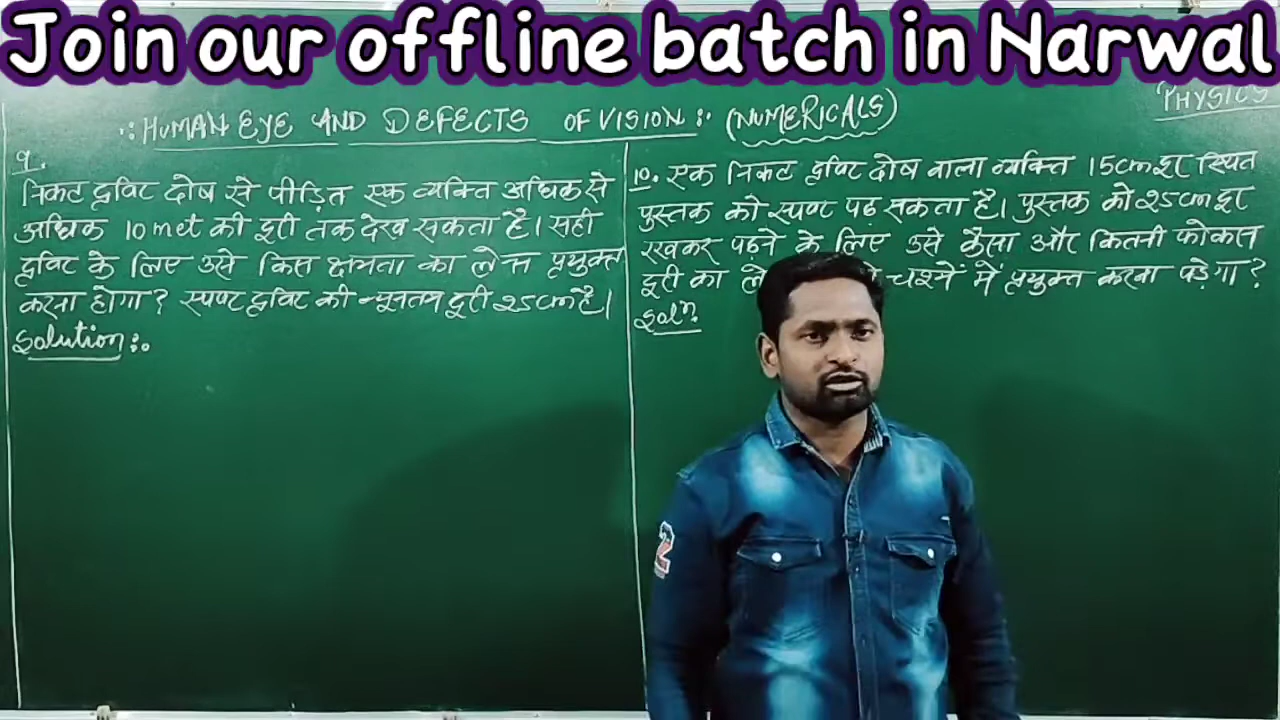 Join our offline batch in Narwal
PHYSICS
∴ HUMAN EYE AND DEFECTS OF VISION :· (NUMERICALS)
9.
निकट दृष्टि दोष से पीड़ित एक व्यक्ति अधिक से
अधिक 10 met की दूरी तक देख सकता है। सही
दृष्टि के लिए उसे किस क्षमता का लेन्स प्रयुक्त
करना होगा? स्पष्ट दृष्टि की न्यूनतम दूरी 25cm है।
Solution :.
10. एक निकट दृष्टि दोष वाला व्यक्ति 15cm दूर स्थित
पुस्तक को स्पष्ट पढ़ सकता है। पुस्तक को 25cm दूर
रखकर पढ़ने के लिए उसे कैसा और कितनी फोकस
दूरी का चश्में में प्रयुक्त करना पड़ेगा?
Solⁿ:
2